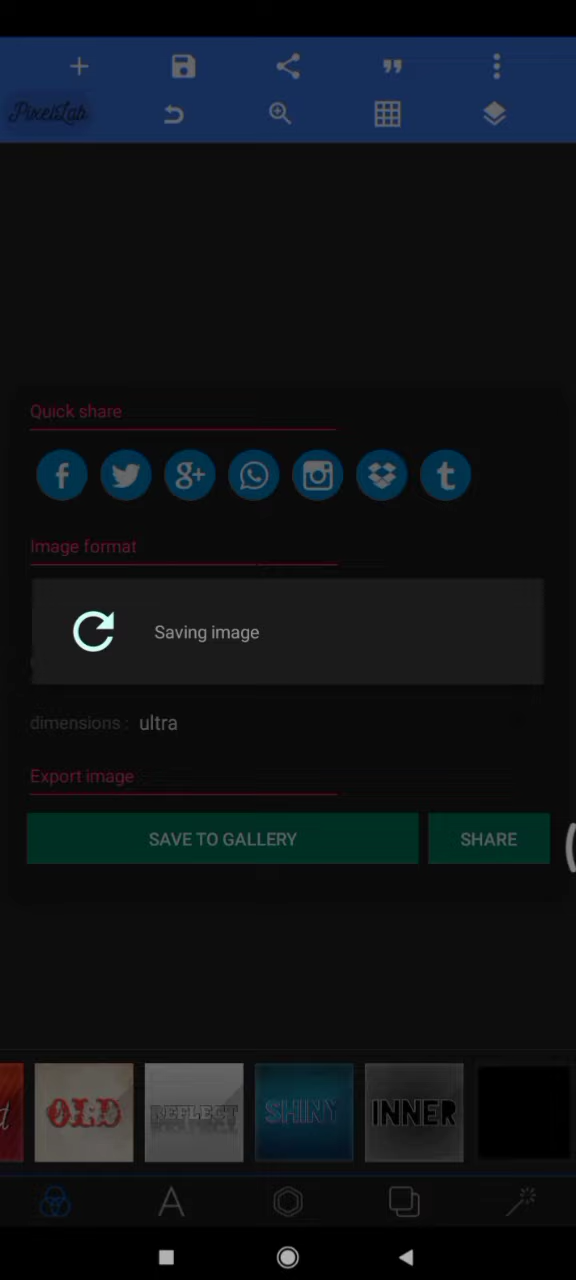 PixelLab
Quick share
Image format
Saving image
dimensions : ultra
Export image
SAVE TO GALLERY
SHARE
OLD
REFLECT
SHINY
INNER